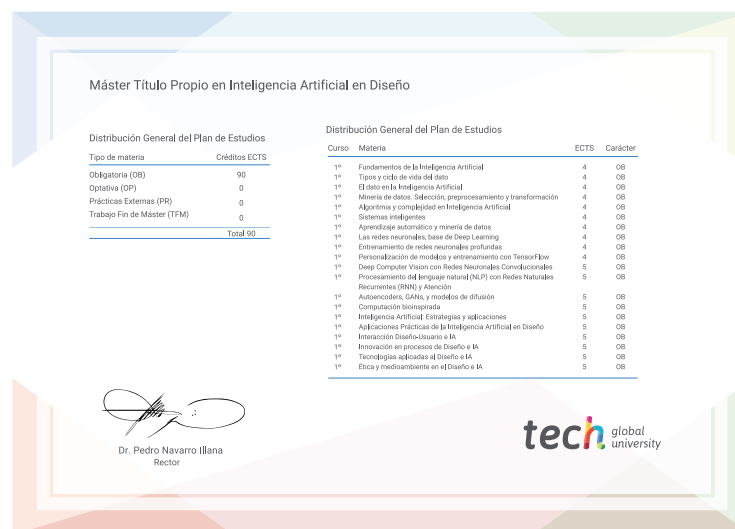 Máster Título Propio en Inteligencia Artificial en Diseño
Distribución General del Plan de Estudios
Tipo de materia Créditos ECTS
Obligatoria (OB) 90
Optativa (OP) 0
Prácticas Externas (PR) 0
Trabajo Fin de Máster (TFM) 0
Total 90
Distribución General del Plan de Estudios
Curso Materia ECTS Carácter
1º Fundamentos de la Inteligencia Artificial 4 OB
1º Tipos y ciclo de vida del dato 4 OB
1º El dato en la Inteligencia Artificial 4 OB
1º Minería de datos. Selección, preprocesamiento y transformación 4 OB
1º Algoritmia y complejidad en Inteligencia Artificial 4 OB
1º Sistemas inteligentes 4 OB
1º Aprendizaje automático y minería de datos 4 OB
1º Las redes neuronales, base de Deep Learning 4 OB
1º Entrenamiento de redes neuronales profundas 4 OB
1º Personalización de modelos y entrenamiento con TensorFlow 4 OB
1º Deep Computer Vision con Redes Neuronales Convolucionales 5 OB
1º Procesamiento del lenguaje natural (NLP) con Redes Naturales 5 OB
Recurrentes (RNN) y Atención
1º Autoencoders, GANs, y modelos de difusión 5 OB
1º Computación bioinspirada 5 OB
1º Inteligencia Artificial: Estrategias y aplicaciones 5 OB
1º Aplicaciones Prácticas de la Inteligencia Artificial en Diseño 5 OB
1º Interacción Diseño-Usuario e IA 5 OB
1º Innovación en procesos de Diseño e IA 5 OB
1º Tecnologías aplicadas al Diseño e IA 5 OB
1º Ética y medioambiente en el Diseño e IA 5 OB
Dr. Pedro Navarro Illana
Rector
tech global
university